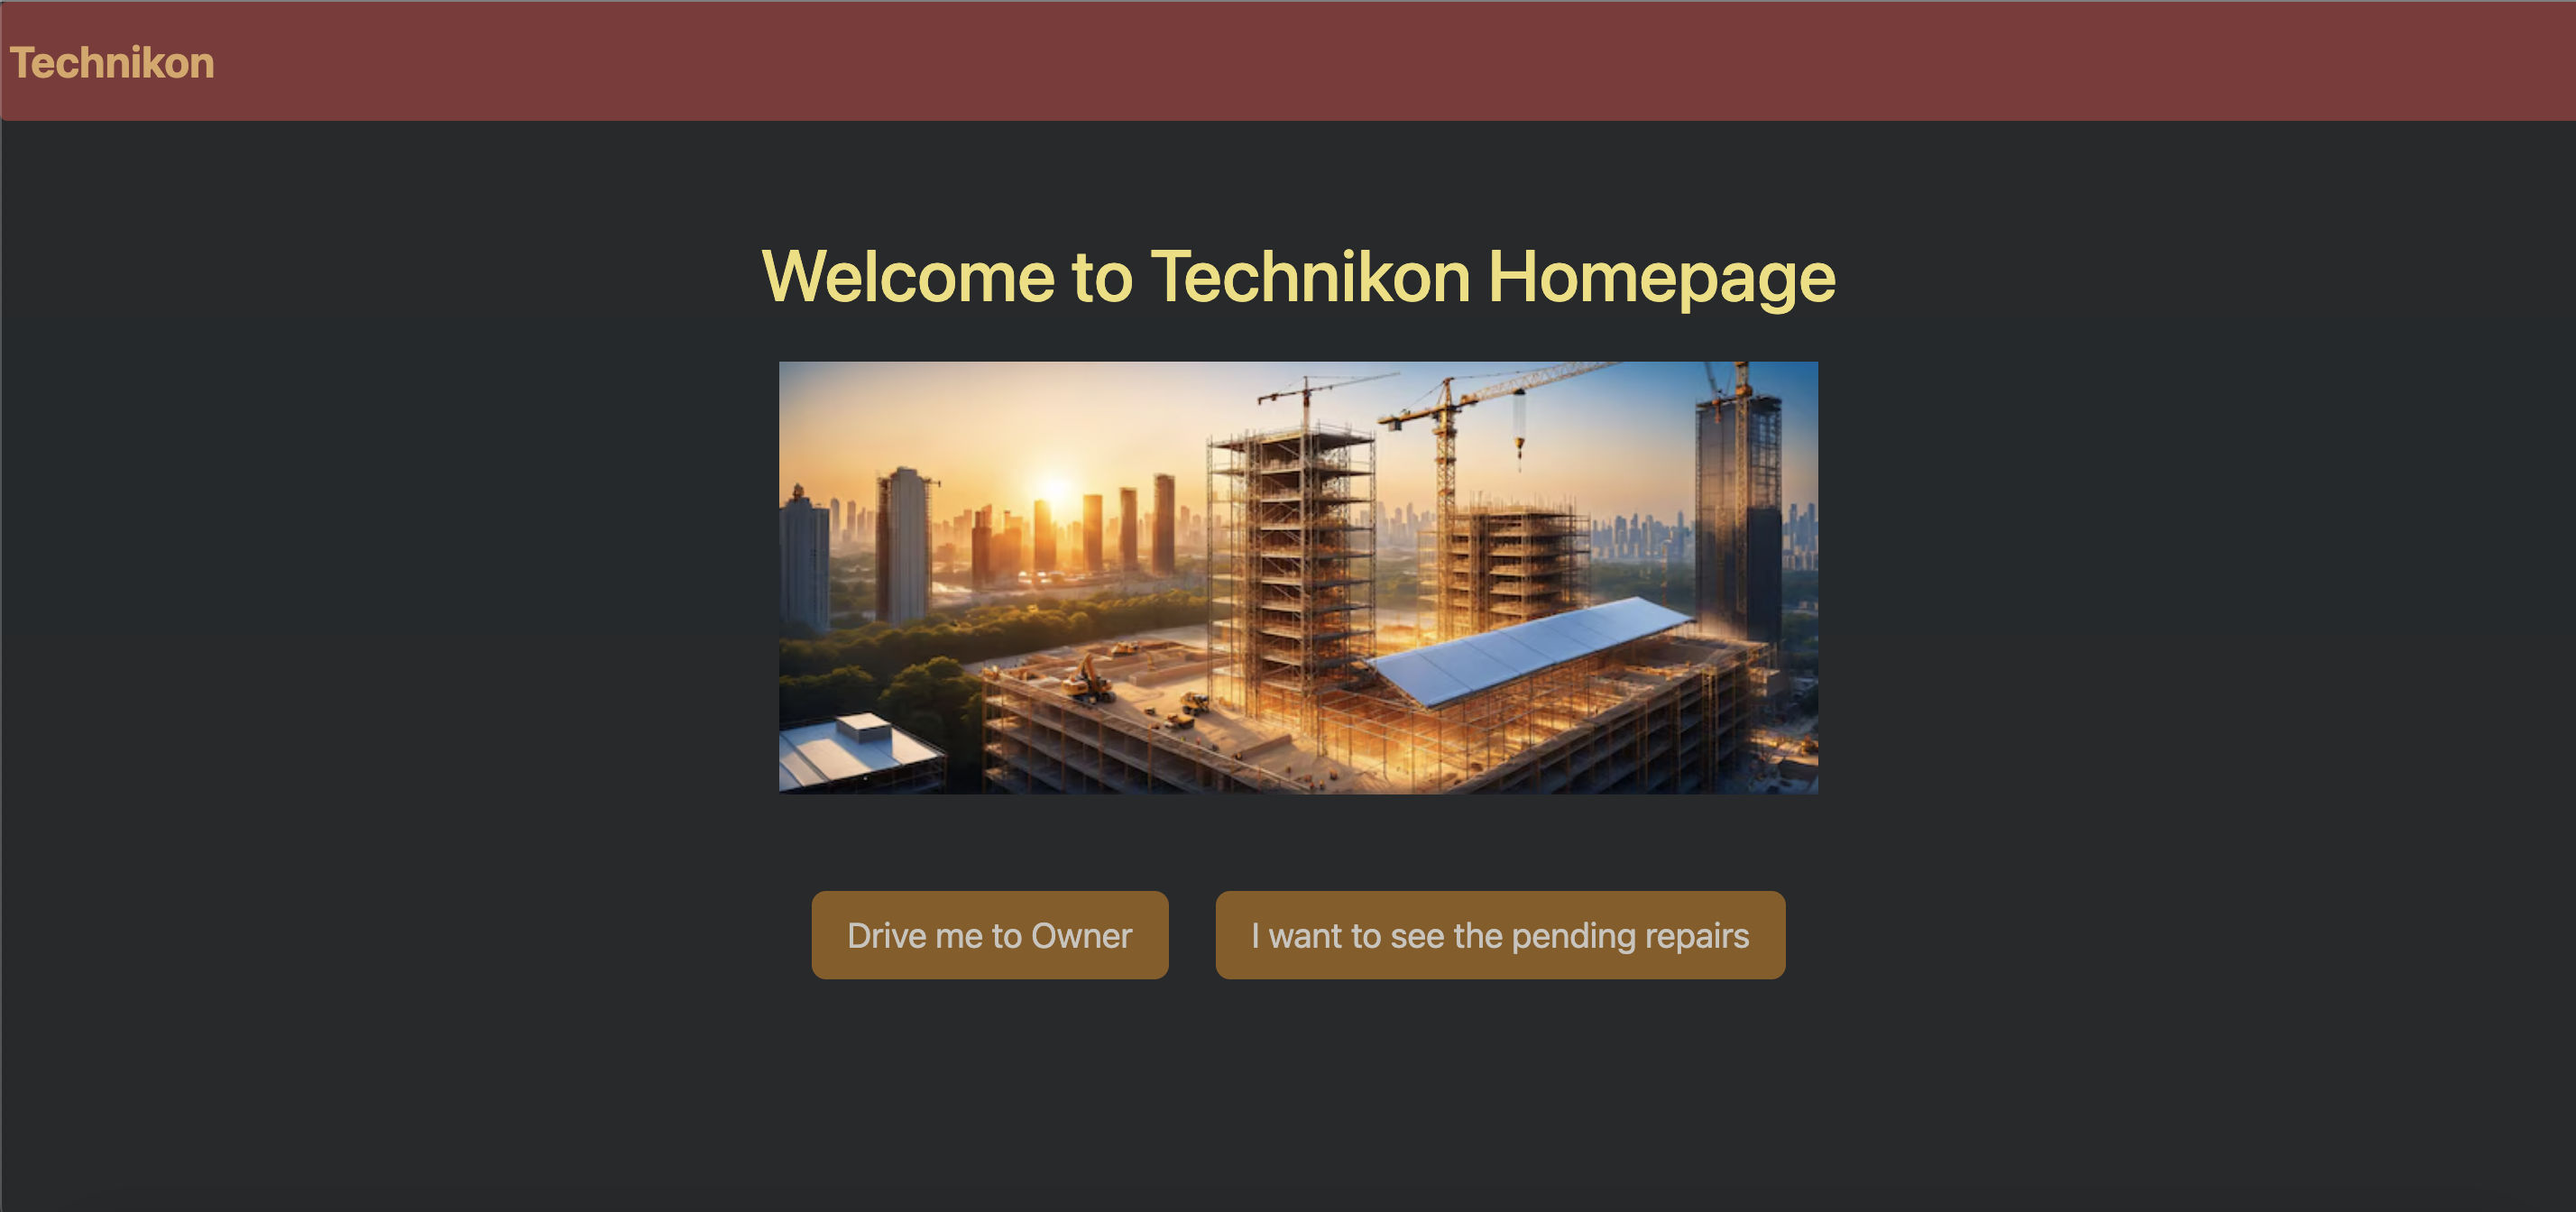 Technikon
Welcome to Technikon Homepage
Drive me to Owner
I want to see the pending repairs